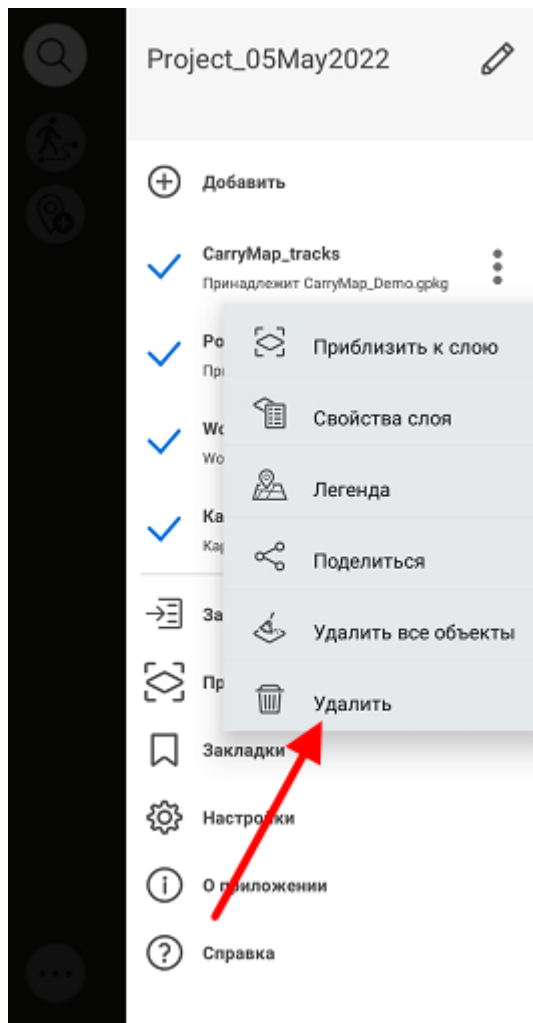 Project_05May2022
Добавить
CarryMap_tracks
Принадлежит CarryMap_Demo.gpkg
Приблизить к слою
Свойства слоя
Легенда
Поделиться
Удалить все объекты
Удалить
Закладки
Настройки
О приложении
Справка